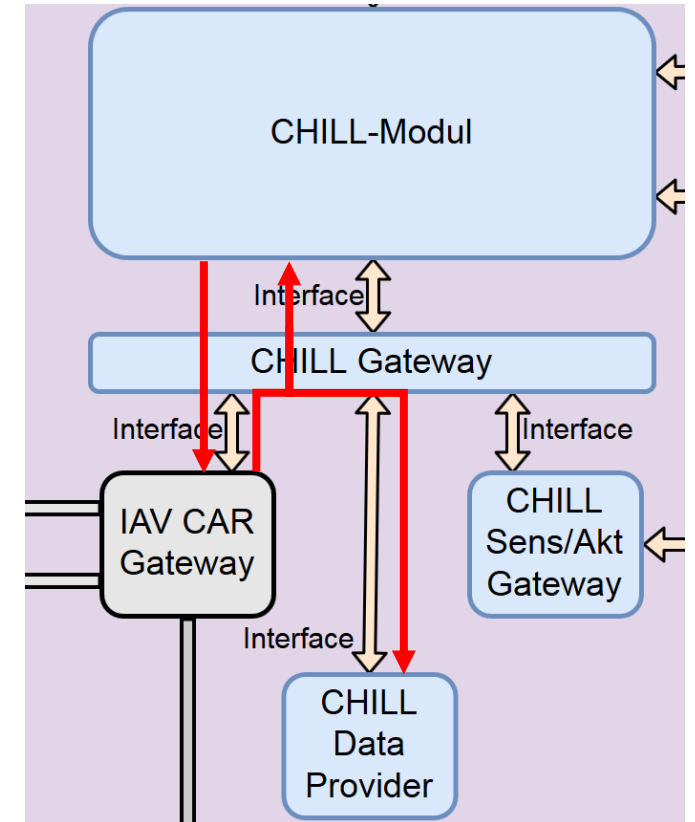 CHILL-Modul
Interface
CHILL Gateway
Interface
Interface
IAV CAR
Gateway
CHILL
Sens/Akt
Gateway
Interface
CHILL
Data
Provider